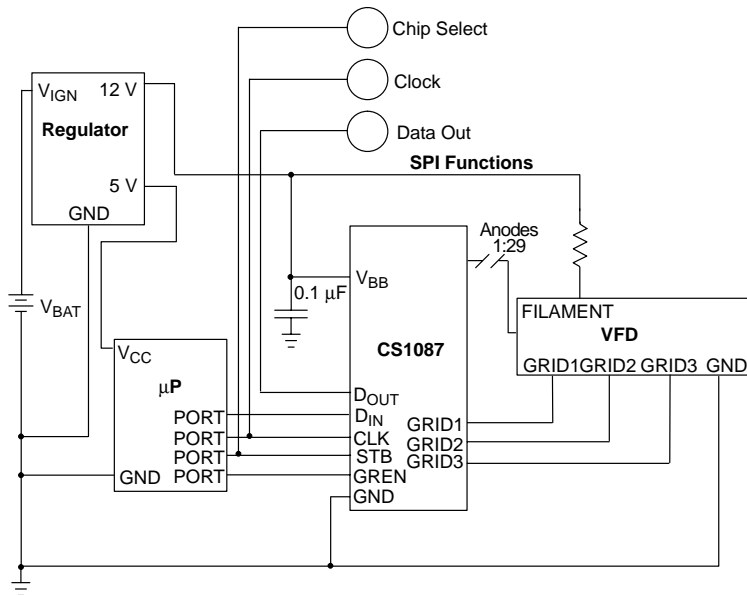 Chip Select
Clock
Data Out
SPI Functions
V_IGN 12 V
Regulator
5 V
GND
V_BAT
V_CC
μP
PORT
PORT
PORT
GND PORT
0.1 μF
V_BB
CS1087
D_OUT
D_IN
CLK
STB
GREN
GND
GRID1
GRID2
GRID3
Anodes
1:29
FILAMENT
VFD
GRID1 GRID2 GRID3 GND